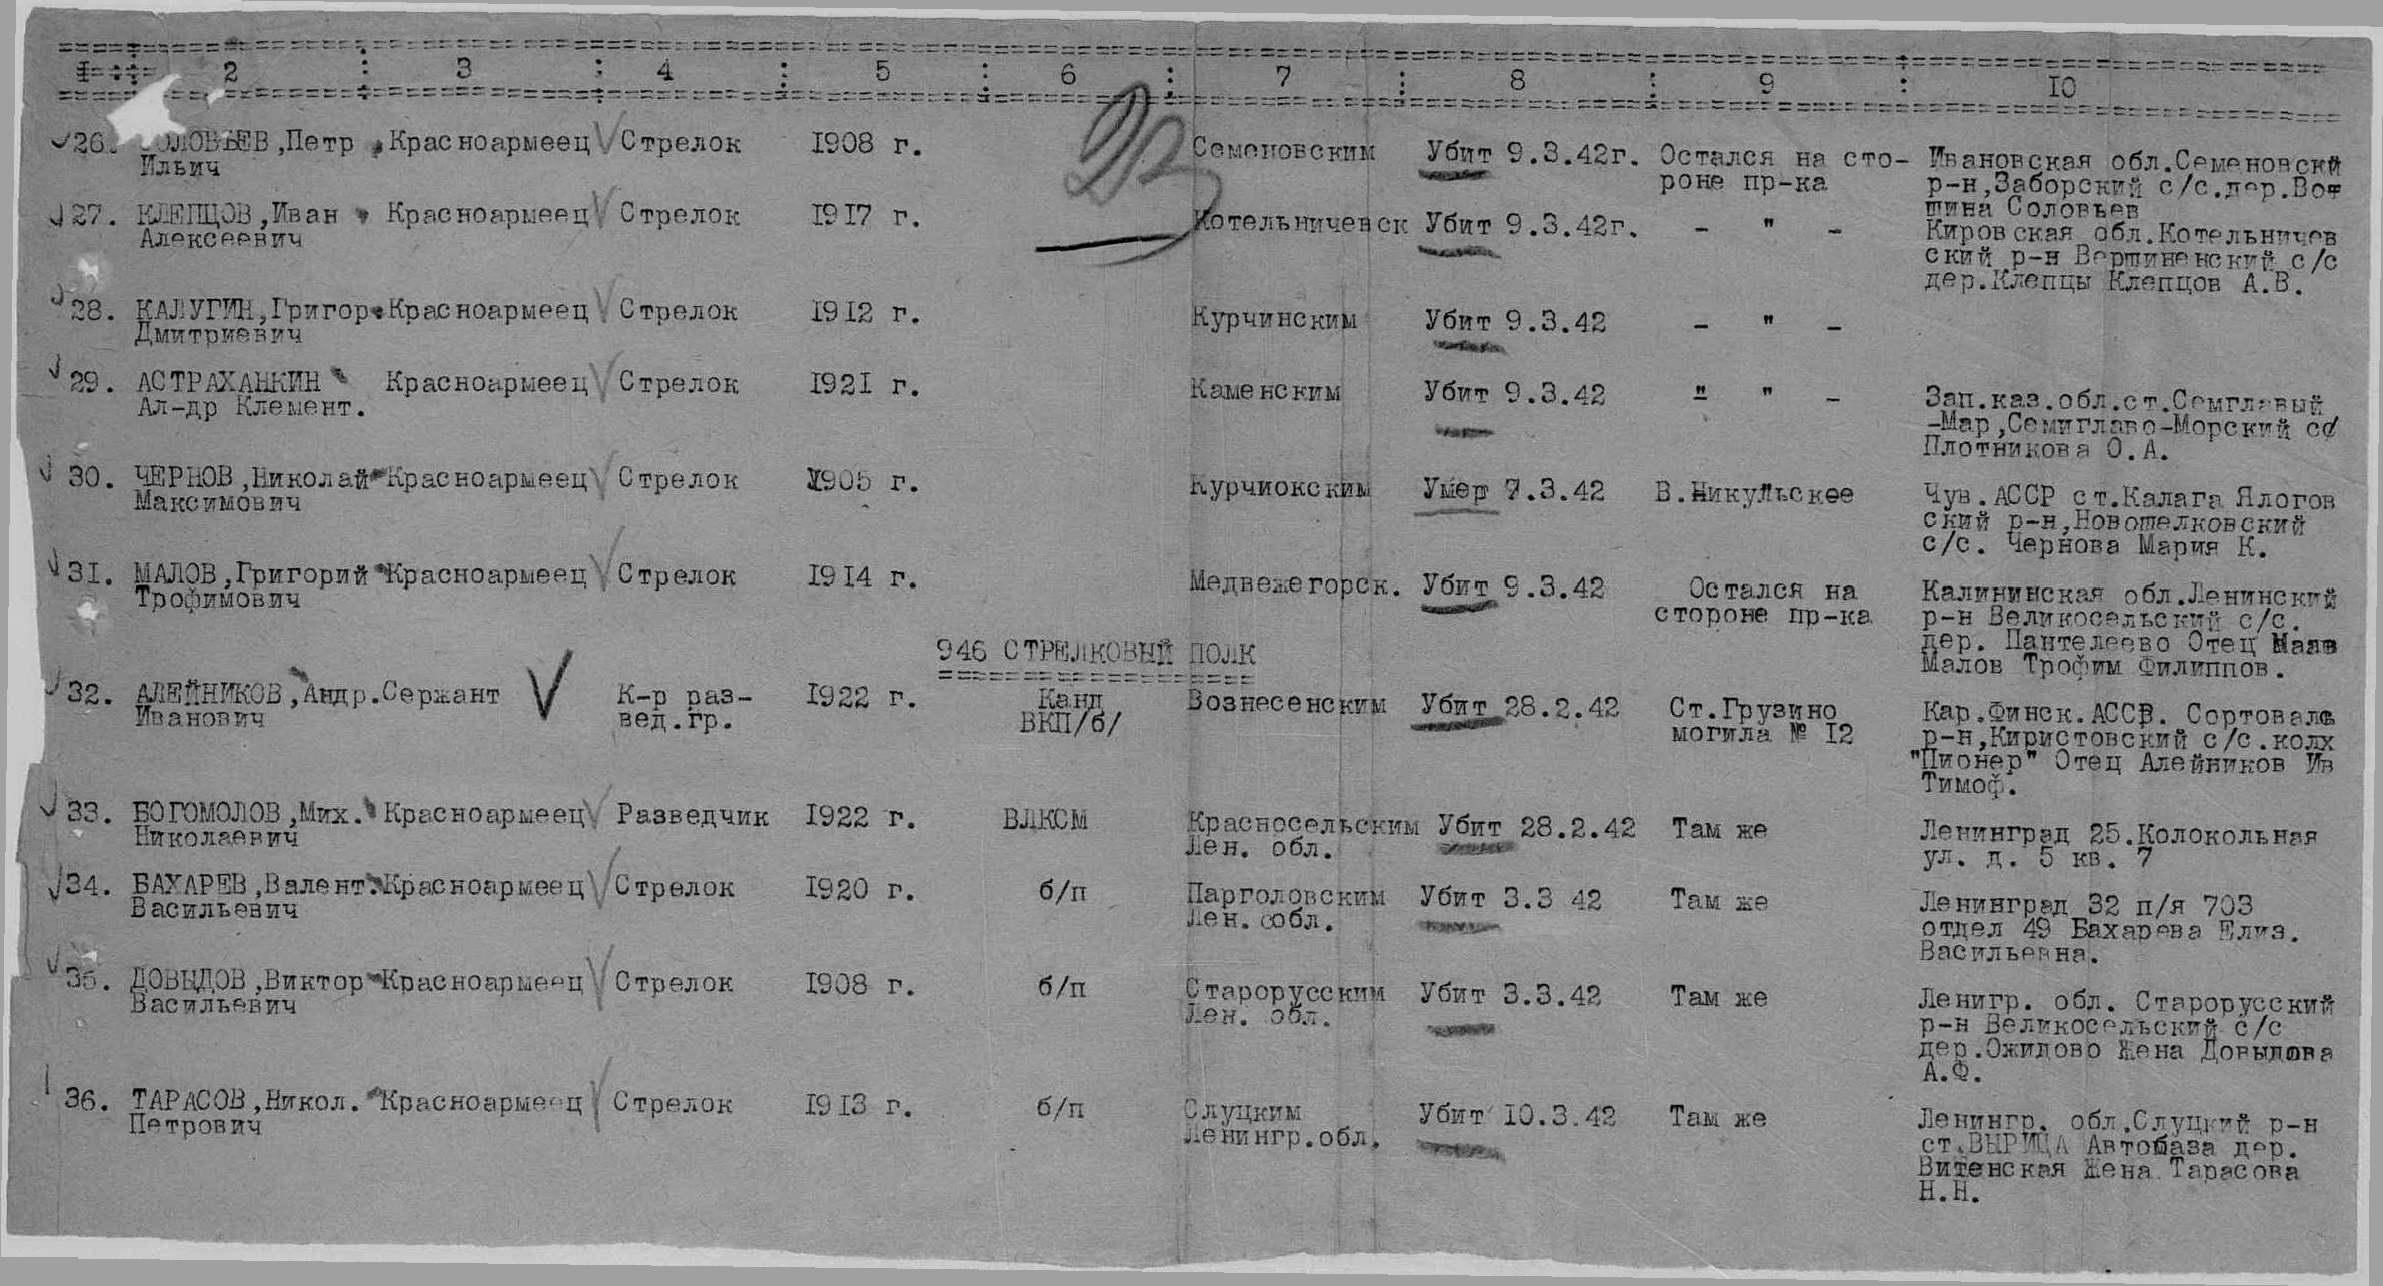 1 2 3 4 5 6 7 8 9 10
26. СОЛОВЬЕВ,Петр Красноармеец Стрелок 1908 г. Семеновским Убит 9.3.42г. Остался на сто- Ивановская обл.Семеновски
Ильич роне пр-ка р-н,Заборский с/с.дер.Вот
шина Соловьев
27. КЛЕПЦОВ,Иван Красноармеец Стрелок 1917 г. Котельничевск Убит 9.3.42г. - " - Кировская обл.Котельничев
Алексеевич ский р-н Вершиненский с/с
дер.Клепцы Клепцов А.В.
28. КАЛУГИН,Григор. Красноармеец Стрелок 1912 г. Курчинским Убит 9.3.42 - " -
Дмитриевич
29. АСТРАХАНКИН Красноармеец Стрелок 1921 г. Каменским Убит 9.3.42 " " - Зап.каз.обл.ст.Семглавый
Ал-др Клемент. -Мар,Семиглаво-Морский сс
Плотникова О.А.
30. ЧЕРНОВ,Николай Красноармеец Стрелок 1905 г. Курчиокским Умер 7.3.42 В.Никульское Чув.АССР ст.Калага Ялогов
Максимович ский р-н,Новошелковский
с/с. Чернова Мария К.
31. МАЛОВ,Григорий Красноармеец Стрелок 1914 г. Медвежегорск. Убит 9.3.42 Остался на Калининская обл.Ленинский
Трофимович стороне пр-ка р-н Великосельский с/с.
дер. Пантелеево Отец
Малов Трофим Филиппов.
946 СТРЕЛКОВЫЙ ПОЛК
32. АЛЕЙНИКОВ,Андр. Сержант К-р раз- 1922 г. Канд Вознесенским Убит 28.2.42 Ст.Грузино Кар.Финск.АССР. Сортовалв
Иванович вед.гр. ВКП/б/ могила № 12 р-н,Киристовский с/с.колх
"Пионер" Отец Алейников Ив
Тимоф.
33. БОГОМОЛОВ,Мих. Красноармеец Разведчик 1922 г. ВЛКСМ Красносельским Убит 28.2.42 Там же Ленинград 25.Колокольная
Николаевич Лен. обл. ул. д. 5 кв. 7
34. БАХАРЕВ,Валент. Красноармеец Стрелок 1920 г. б/п Парголовским Убит 3.3 42 Там же Ленинград 32 п/я 703
Васильевич Лен. обл. отдел 49 Бахарева Елиз.
Васильевна.
35. ДОВЫДОВ,Виктор Красноармеец Стрелок 1908 г. б/п Старорусским Убит 3.3.42 Там же Ленигр. обл. Старорусский
Васильевич Лен. обл. р-н Великосельский с/с
дер.Ожидово Жена Довыдова
А.Ф.
36. ТАРАСОВ,Никол. Красноармеец Стрелок 1913 г. б/п Слуцким Убит 10.3.42 Там же Ленингр. обл.Слуцкий р-н
Петрович Ленингр.обл. ст.ВЫРИЦА Автобаза дер.
Витенская Жена Тарасова
Н.Н.